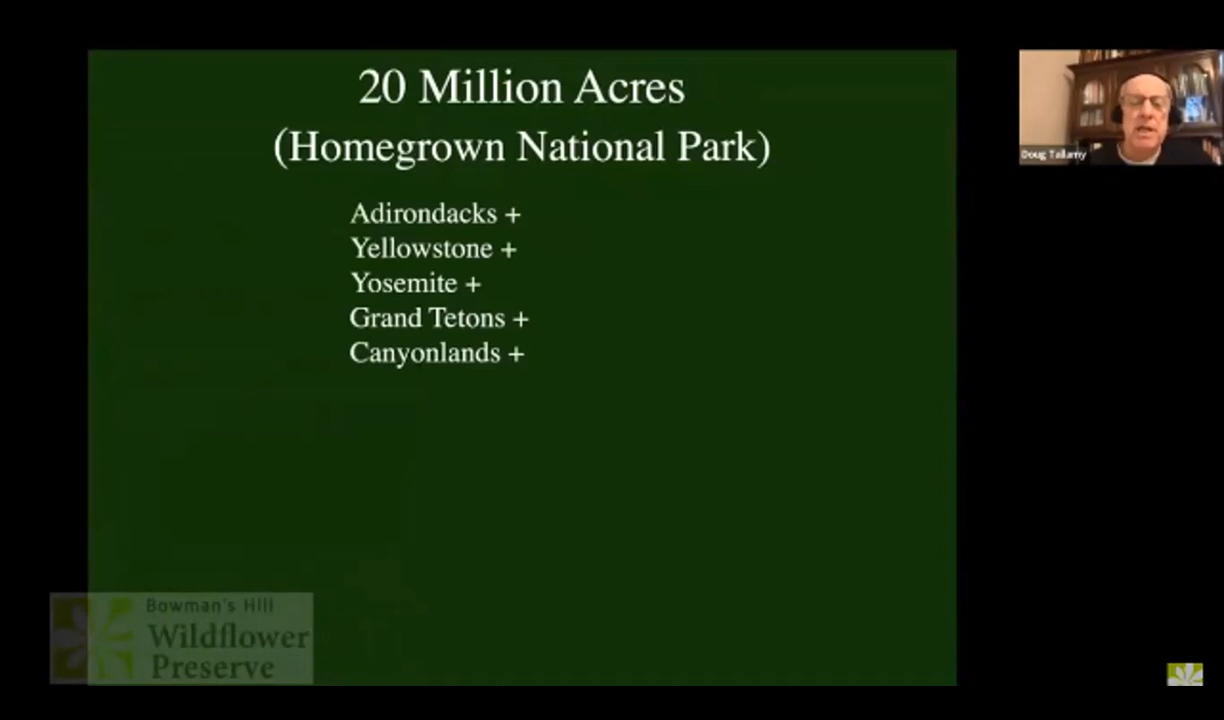 20 Million Acres
(Homegrown National Park)
Adirondacks +
Yellowstone +
Yosemite +
Grand Tetons +
Canyonlands +
Doug Tallamy
Bowman's Hill
Wildflower
Preserve